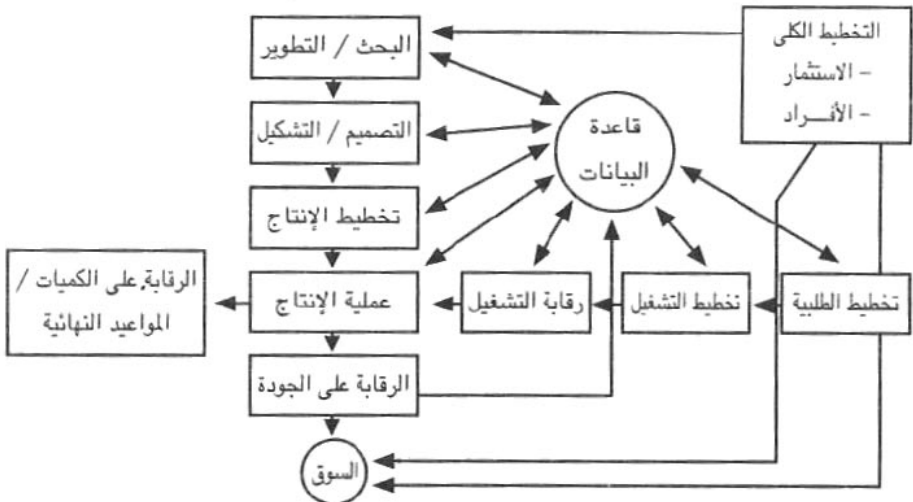 التخطيط الكلى
– الاستثمار
– الأفــــراد
البحث / التطوير
قاعدة
البيانات
التصميم / التشكيل
تخطيط الإنتاج
تخطيط الطلبية
تخطيط التشغيل
رقابة التشغيل
عملية الإنتاج
الرقابة على الكميات /
المواعيد النهائية
الرقابة على الجودة
السوق